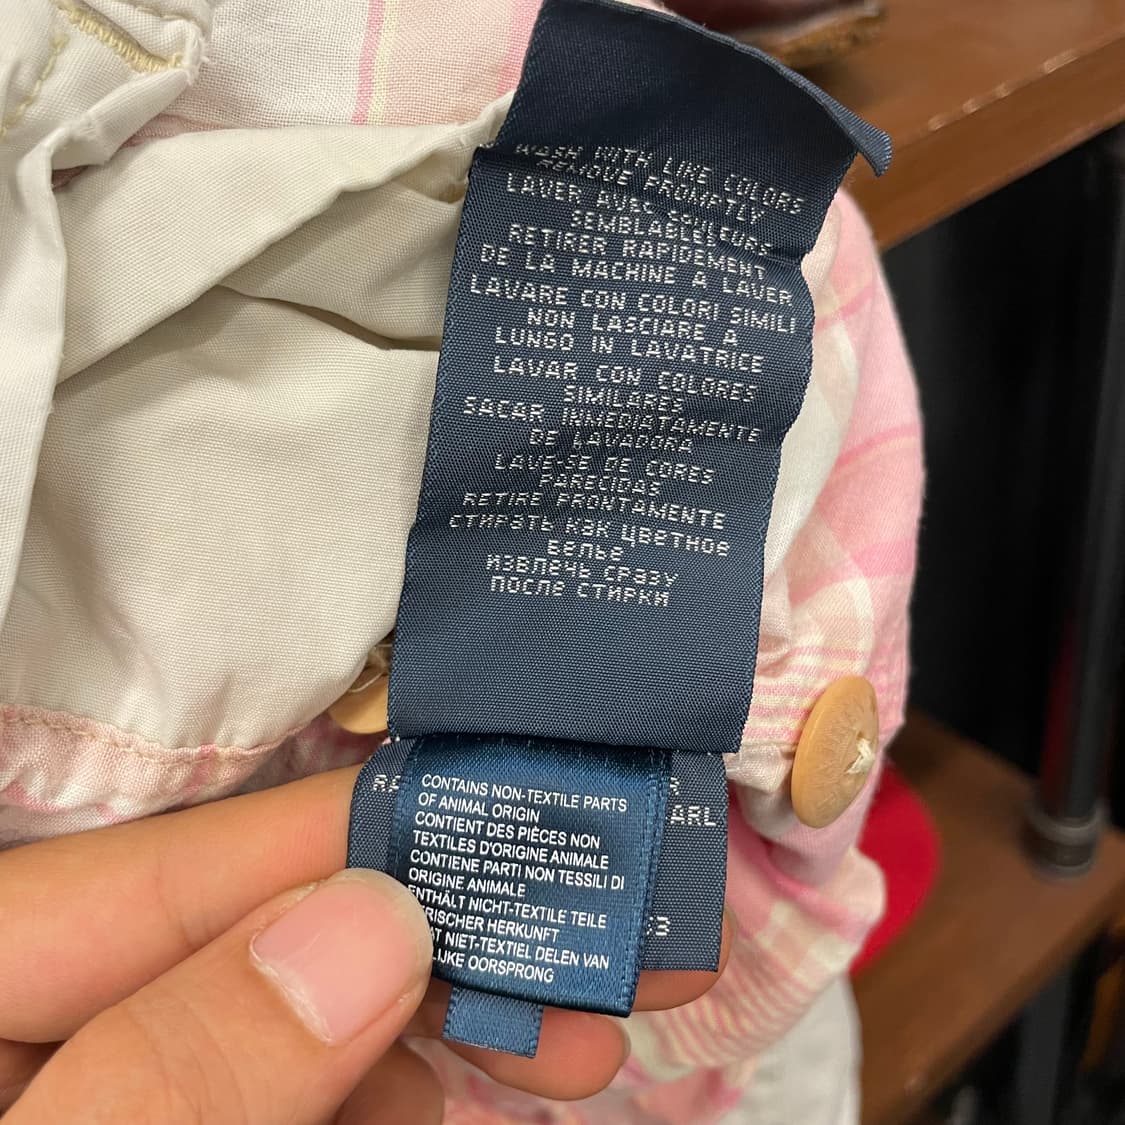 WASH WITH LIKE COLORS
REMOVE PROMPTLY
LAVER AVEC COULEURS
SEMBLABLES
RETIRER RAPIDEMENT
DE LA MACHINE A LAVER
LAVARE CON COLORI SIMILI
NON LASCIARE A
LUNGO IN LAVATRICE
LAVAR CON COLORES
SIMILARES
SACAR INMEDIATAMENTE
DE LAVADORA
LAVE-SE DE CORES
PARECIDAS
RETIRE PRONTAMENTE
СТИРАТЬ КАК ЦВЕТНОЕ
БЕЛЬЕ
ИЗВЛЕЧЬ СРАЗУ
ПОСЛЕ СТИРКИ
CONTAINS NON-TEXTILE PARTS
OF ANIMAL ORIGIN
CONTIENT DES PIÈCES NON
TEXTILES D'ORIGINE ANIMALE
CONTIENE PARTI NON TESSILI DI
ORIGINE ANIMALE
ENTHÄLT NICHT-TEXTILE TEILE
HERKUNFT
NIET-TEXTIEL DELEN VAN
OORSPRONG